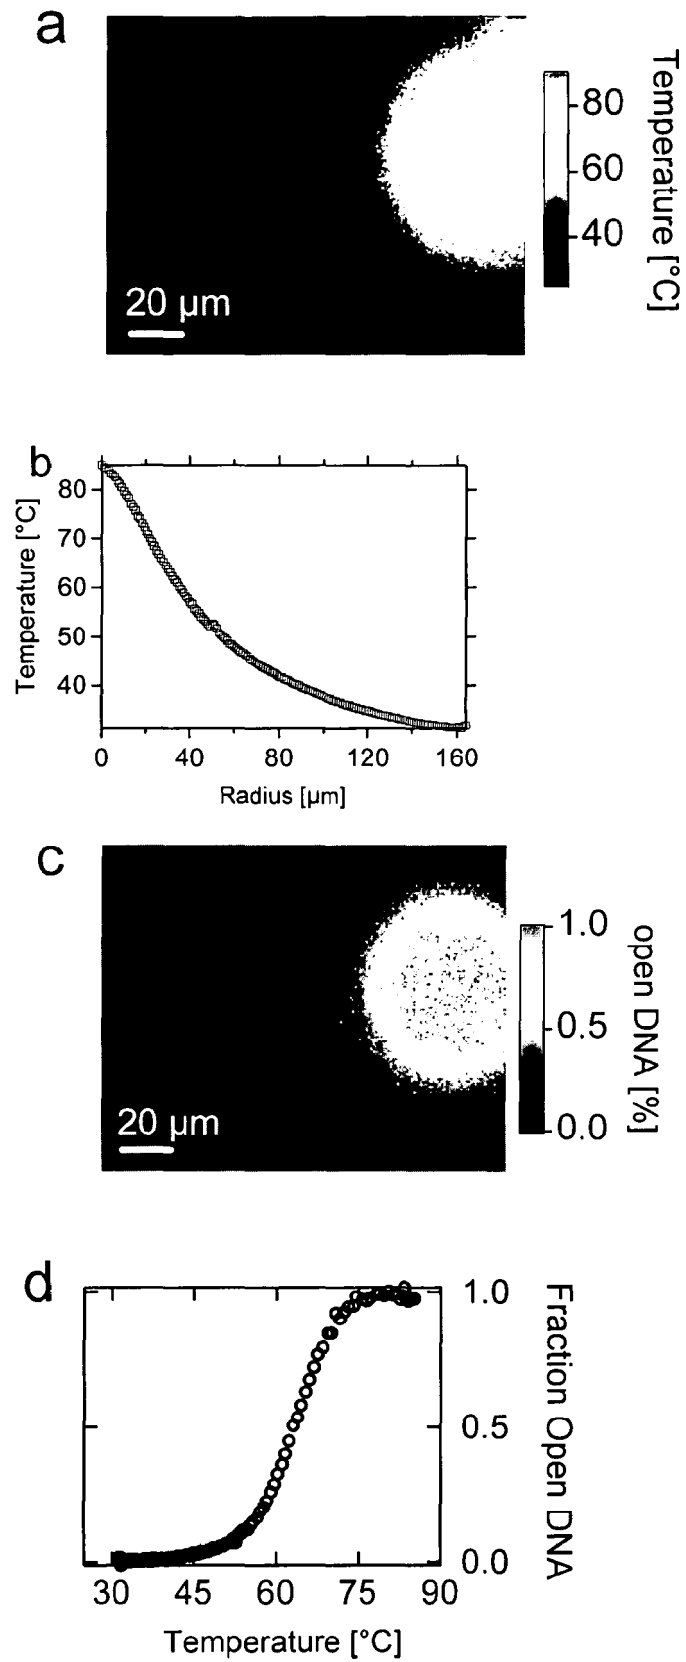 a
80
60
40
Temperature [°C]
20 µm
b
80
70
60
50
40
Temperature [°C]
0 40 80 120 160
Radius [µm]
c
1.0
0.5
0.0
open DNA [%]
20 µm
d
1.0
0.5
0.0
Fraction Open DNA
30 45 60 75 90
Temperature [°C]